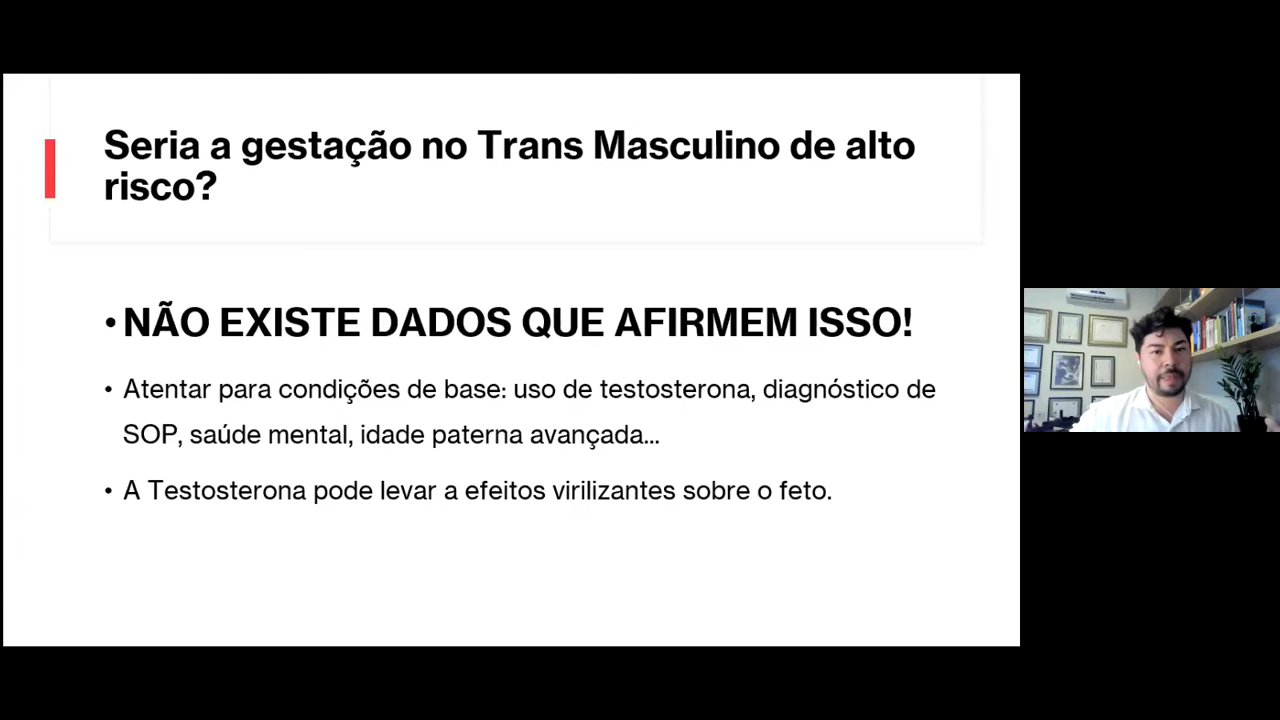 Seria a gestação no Trans Masculino de alto
risco?
• NÃO EXISTE DADOS QUE AFIRMEM ISSO!
• Atentar para condições de base: uso de testosterona, diagnóstico de
SOP, saúde mental, idade paterna avançada...
• A Testosterona pode levar a efeitos virilizantes sobre o feto.